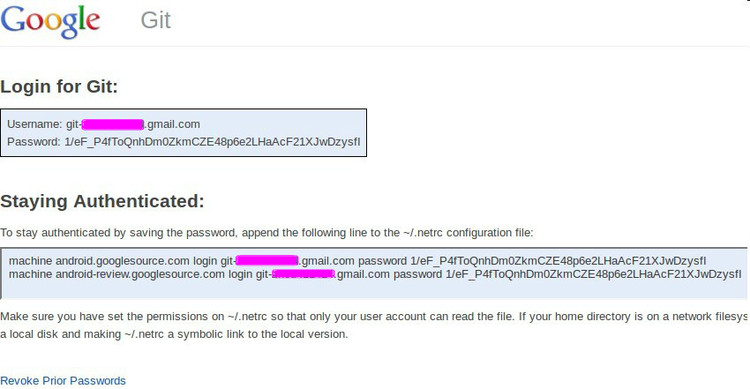 Google Git
Login for Git:
Username: git- .gmail.com
Password: 1/eF_P4fToQnhDm0ZkmCZE48p6e2LHaAcF21XJwDzysfI
Staying Authenticated:
To stay authenticated by saving the password, append the following line to the ~/.netrc configuration file:
machine android.googlesource.com login git- .gmail.com password 1/eF_P4fToQnhDm0ZkmCZE48p6e2LHaAcF21XJwDzysfI
machine android-review.googlesource.com login git- .gmail.com password 1/eF_P4fToQnhDm0ZkmCZE48p6e2LHaAcF21XJwDzysfI
Make sure you have set the permissions on ~/.netrc so that only your user account can read the file. If your home directory is on a network filesys
a local disk and making ~/.netrc a symbolic link to the local version.
Revoke Prior Passwords